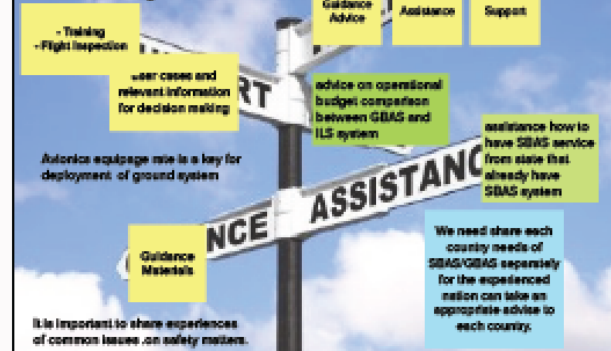 Guidance
Advice
Assistance
Support
- Training
- Flight Inspection
user cases and
relevant information
for decision making
RT
advice on operational
budget comparison
between GBAS and
ILS system
assistance how to
have SBAS service
from state that
already have
SBAS system
Avionics equipage rate is a key for
deployment of ground system
ASSISTANC
NCE
Guidance
Materials
We need share each
country needs of
SBAS/GBAS separately
for the experienced
nation can take an
appropriate advise to
each country.
It is important to share experiences
of common issues .on safety matters.